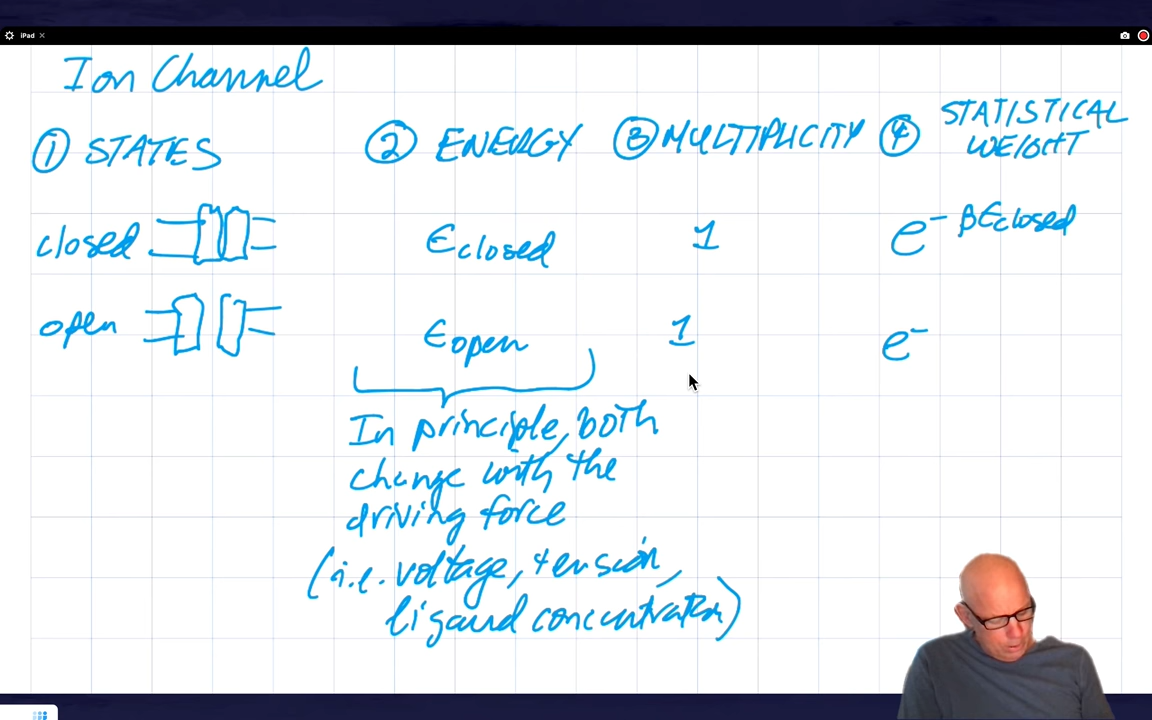 iPad
Ion Channel
① STATES ② ENERGY ③ MULTIPLICITY ④ STATISTICAL WEIGHT
closed ϵclosed 1 e^-βϵclosed
open ϵopen 1 e^-
In principle, both
change with the
driving force
(i.e. voltage, tension,
ligand concentration)